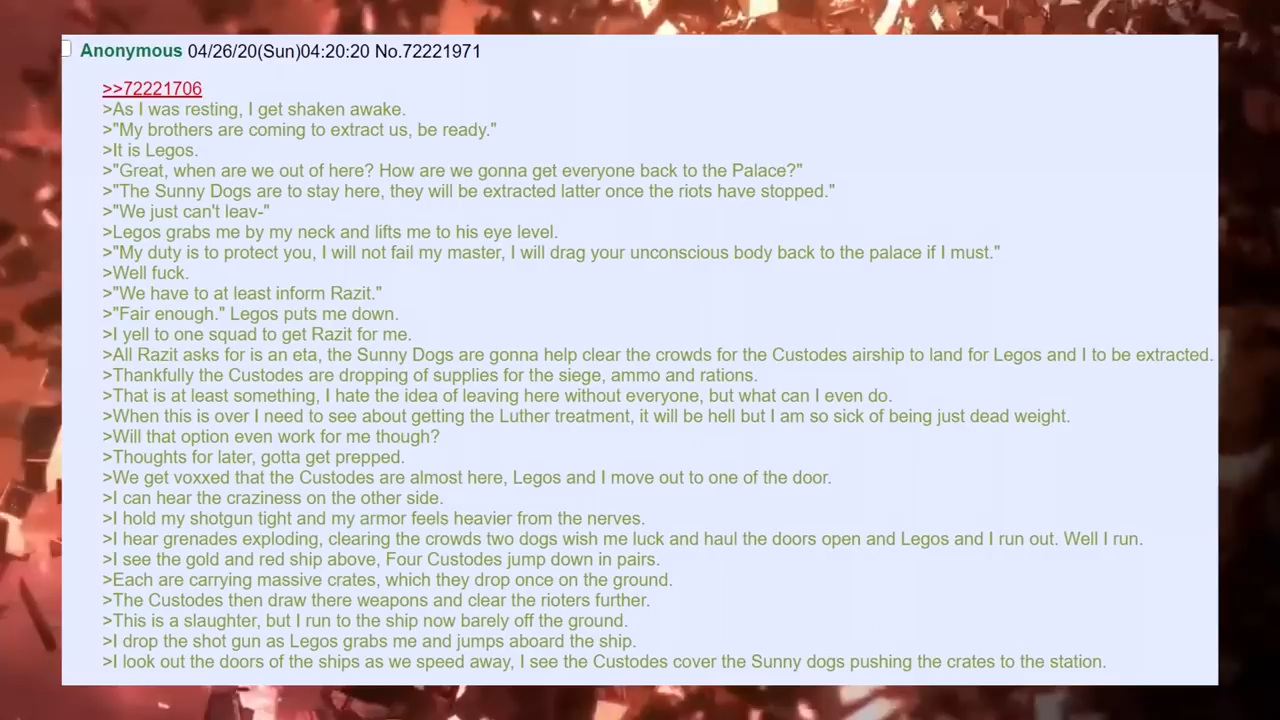 Anonymous 04/26/20(Sun)04:20:20 No.72221971
>>72221706
>As I was resting, I get shaken awake.
>"My brothers are coming to extract us, be ready."
>It is Legos.
>"Great, when are we out of here? How are we gonna get everyone back to the Palace?"
>"The Sunny Dogs are to stay here, they will be extracted latter once the riots have stopped."
>"We just can't leav-"
>Legos grabs me by my neck and lifts me to his eye level.
>"My duty is to protect you, I will not fail my master, I will drag your unconscious body back to the palace if I must."
>Well fuck.
>"We have to at least inform Razit."
>"Fair enough." Legos puts me down.
>I yell to one squad to get Razit for me.
>All Razit asks for is an eta, the Sunny Dogs are gonna help clear the crowds for the Custodes airship to land for Legos and I to be extracted.
>Thankfully the Custodes are dropping of supplies for the siege, ammo and rations.
>That is at least something, I hate the idea of leaving here without everyone, but what can I even do.
>When this is over I need to see about getting the Luther treatment, it will be hell but I am so sick of being just dead weight.
>Will that option even work for me though?
>Thoughts for later, gotta get prepped.
>We get voxxed that the Custodes are almost here, Legos and I move out to one of the door.
>I can hear the craziness on the other side.
>I hold my shotgun tight and my armor feels heavier from the nerves.
>I hear grenades exploding, clearing the crowds two dogs wish me luck and haul the doors open and Legos and I run out. Well I run.
>I see the gold and red ship above, Four Custodes jump down in pairs.
>Each are carrying massive crates, which they drop once on the ground.
>The Custodes then draw there weapons and clear the rioters further.
>This is a slaughter, but I run to the ship now barely off the ground.
>I drop the shot gun as Legos grabs me and jumps aboard the ship.
>I look out the doors of the ships as we speed away, I see the Custodes cover the Sunny dogs pushing the crates to the station.